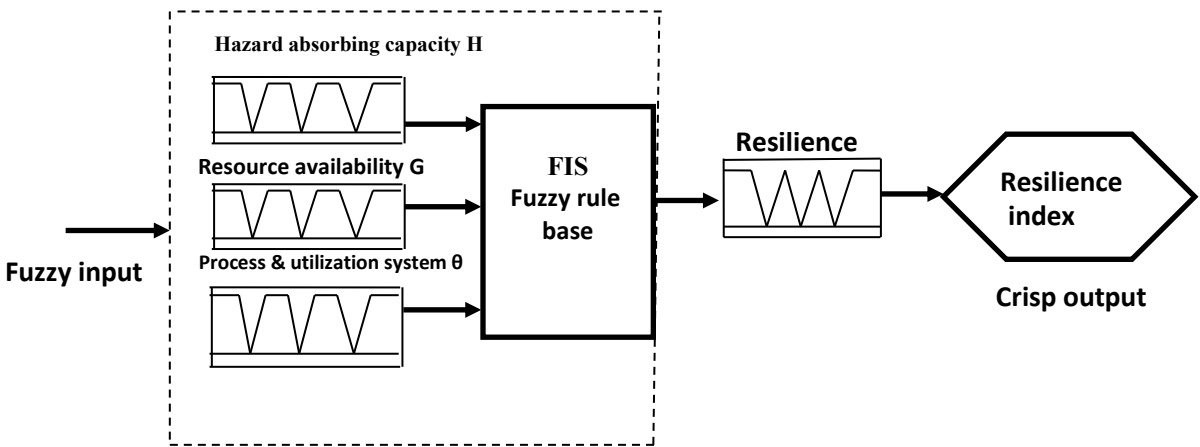 Hazard absorbing capacity H
Resource availability G
Process & utilization system θ
Fuzzy input
FIS
Fuzzy rule
base
Resilience
Resilience
index
Crisp output